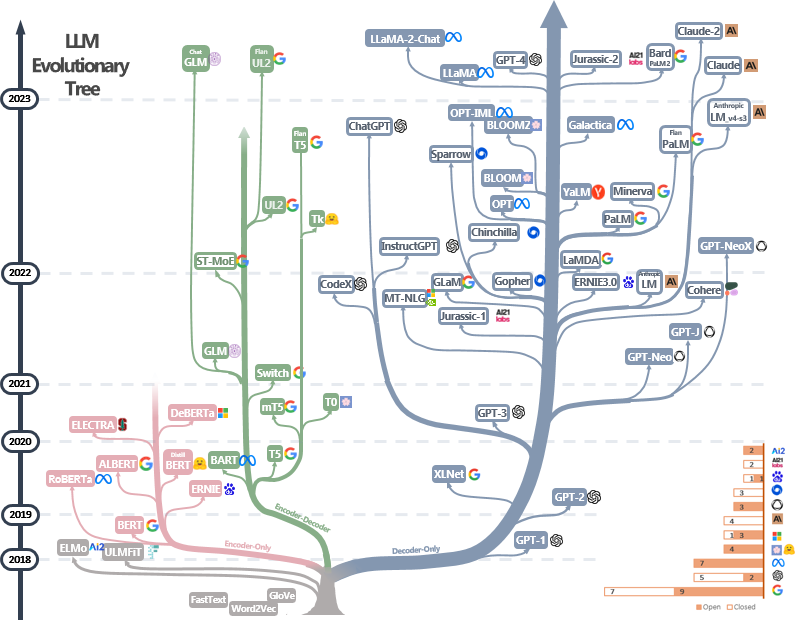 LLM
Evolutionary
Tree
2023
2022
2021
2020
2019
2018
Chat
GLM
Flan
UL2
LLaMA-2-Chat
GPT-4
Jurassic-2
AI21
labs
Bard
PaLM2
Claude-2
LLaMA
Claude
OPT-IML
BLOOMZ
Galactica
Anthropic
LM_v4-s3
ChatGPT
Flan
T5
Flan
PaLM
Sparrow
BLOOM
YaLM
Y
Minerva
UL2
OPT
Tk
PaLM
Chinchilla
InstructGPT
GPT-NeoX
ST-MoE
LaMDA
CodeX
GLaM
Gopher
ERNIE3.0
Anthropic
LM
Cohere
MT-NLG
Jurassic-1
AI21
labs
GPT-J
GLM
GPT-Neo
Switch
DeBERTa
mT5
T0
GPT-3
ELECTRA
ALBERT
Distil
BERT
BART
T5
RoBERTa
ERNIE
XLNet
GPT-2
BERT
Encoder-Decoder
ELMo
Ai2
ULMFiT
Encoder-Only
Decoder-Only
GPT-1
FastText
Word2Vec
GloVe
2 Ai2
2 AI21 labs
1 1
3
3
4
1 3
4
7
5 2
7 9
Open Closed